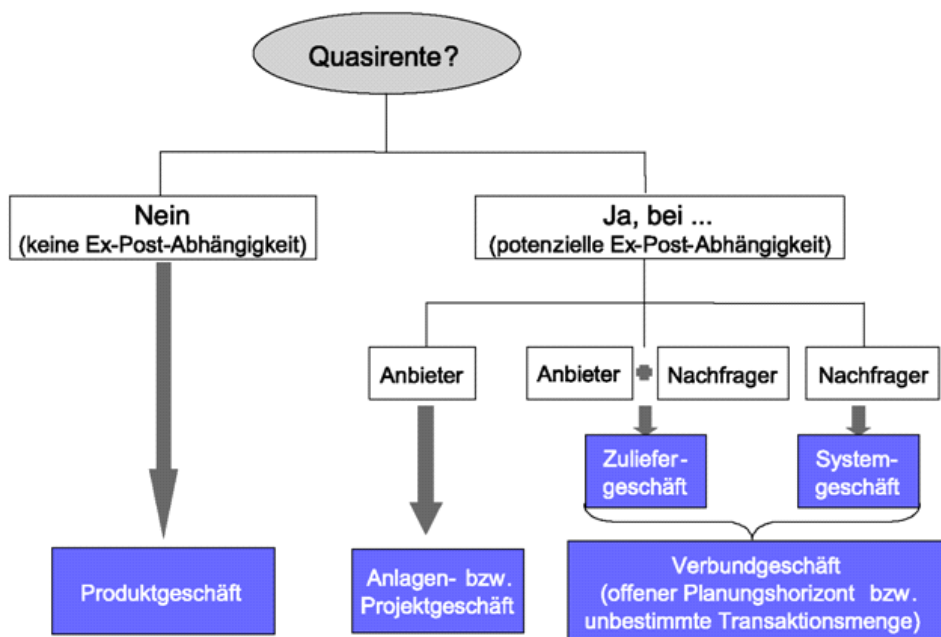 Quasirente?
Nein
(keine Ex-Post-Abhängigkeit)
Ja, bei ...
(potenzielle Ex-Post-Abhängigkeit)
Anbieter
Anbieter
Nachfrager
Nachfrager
Zuliefer-
geschäft
System-
geschäft
Produktgeschäft
Anlagen- bzw.
Projektgeschäft
Verbundgeschäft
(offener Planungshorizont bzw.
unbestimmte Transaktionsmenge)